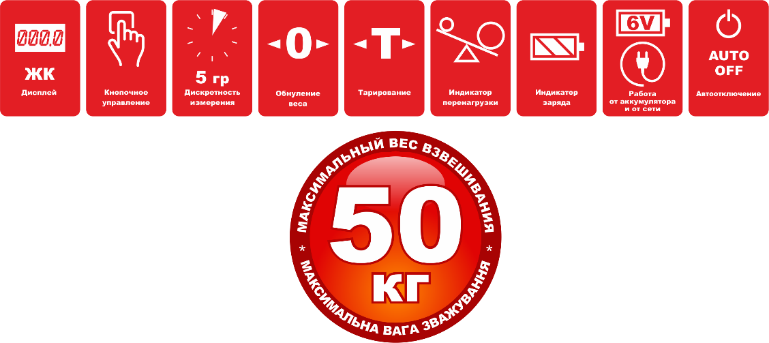 000.0
ЖК
Дисплей
Кнопочное
управление
5 гр
Дискретность
измерения
0
Обнуление
веса
Т
Тарирование
Индикатор
перенагрузки
Индикатор
заряда
6V
Работа
от аккумулятора
и от сети
AUTO
OFF
Автоотключение
МАКСИМАЛЬНЫЙ ВЕС ВЗВЕШИВАНИЯ
50
КГ
* МАКСИМАЛЬНА ВАГА ЗВАЖУВАННЯ *